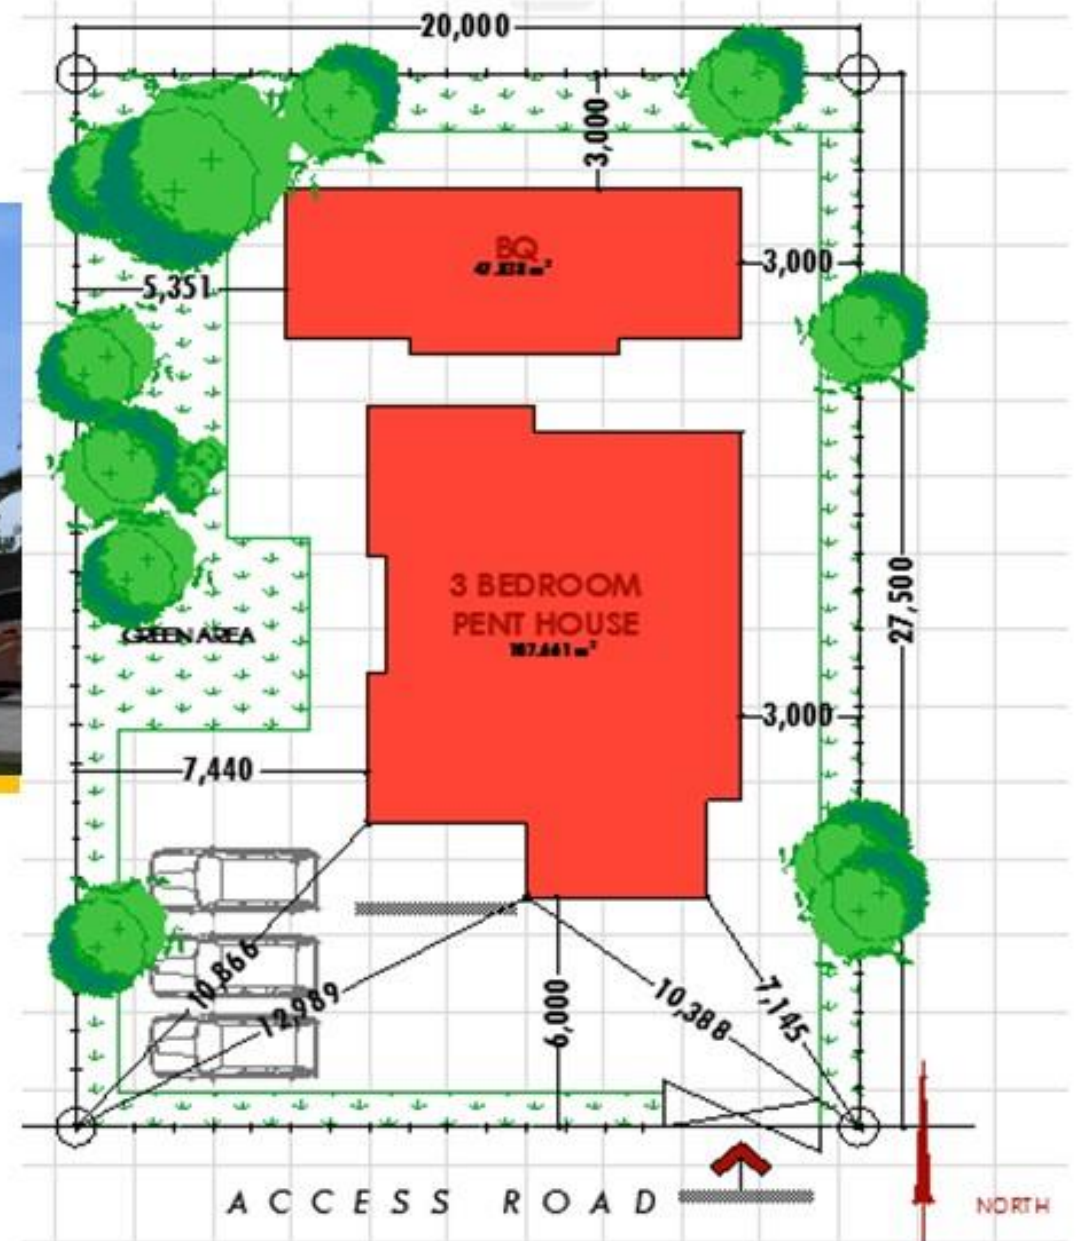 20,000
3,000
BQ
3,000
5,351
27,500
3 BEDROOM
PENT HOUSE
GREEN AREA
3,000
7,440
10,866
12,989
6,000
10,388
7,145
ACCESS ROAD
NORTH